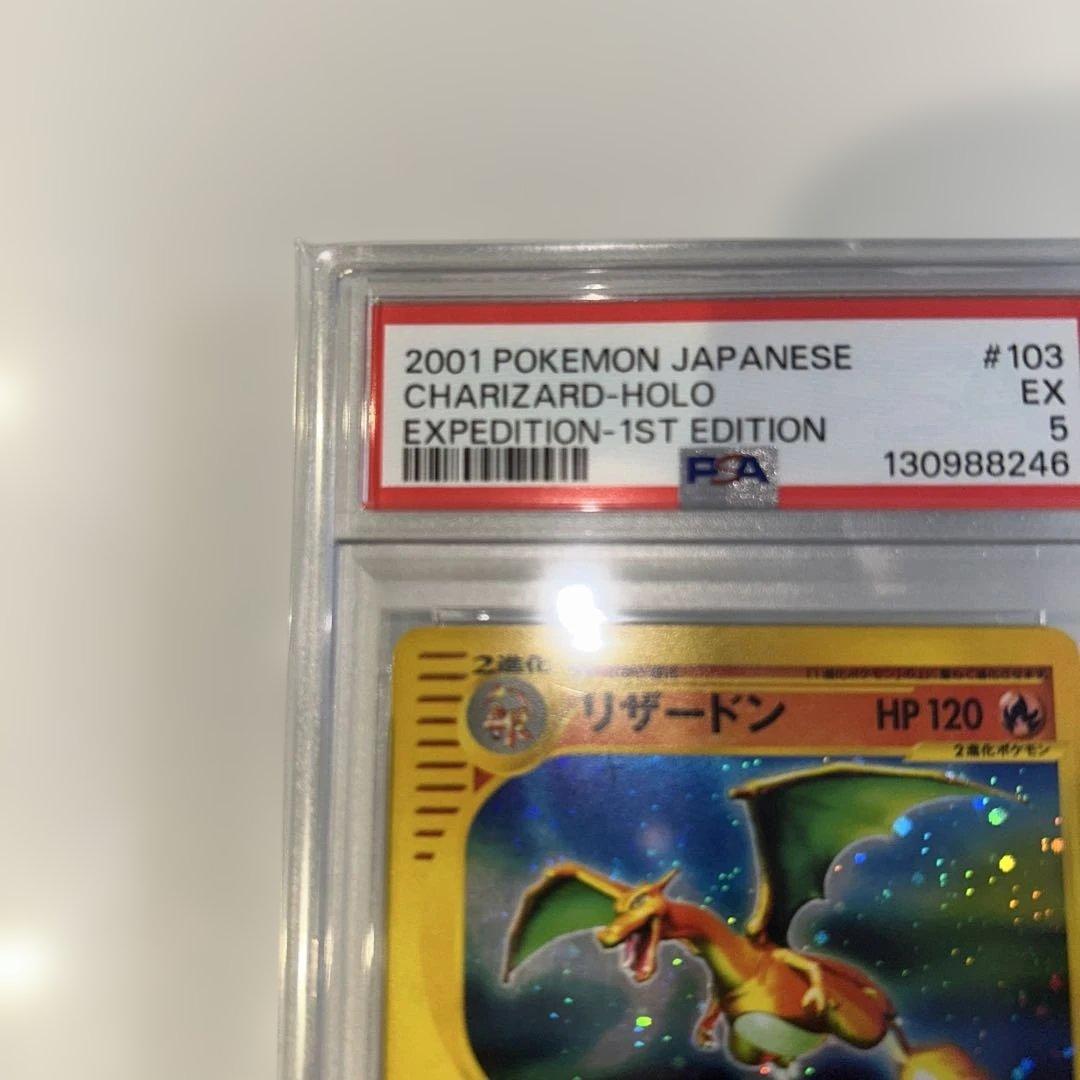 2001 POKEMON JAPANESE #103
CHARIZARD-HOLO EX
EXPEDITION-1ST EDITION 5
PSA 130988246
2進化
リザードン HP 120
2進化ポケモン